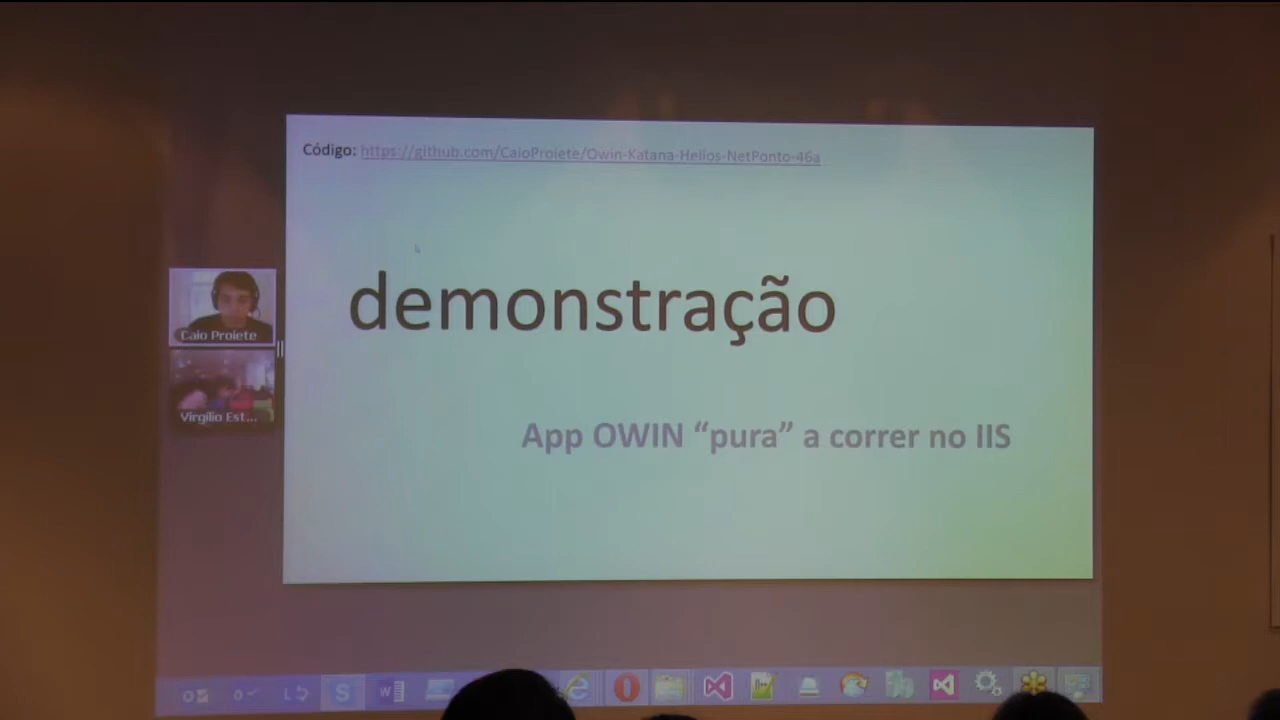 Código: https://github.com/CaioProiete/Owin-Katana-Helios-NetPonto-46a
demonstração
Caio Proiete
Virgílio Est...
App OWIN “pura” a correr no IIS